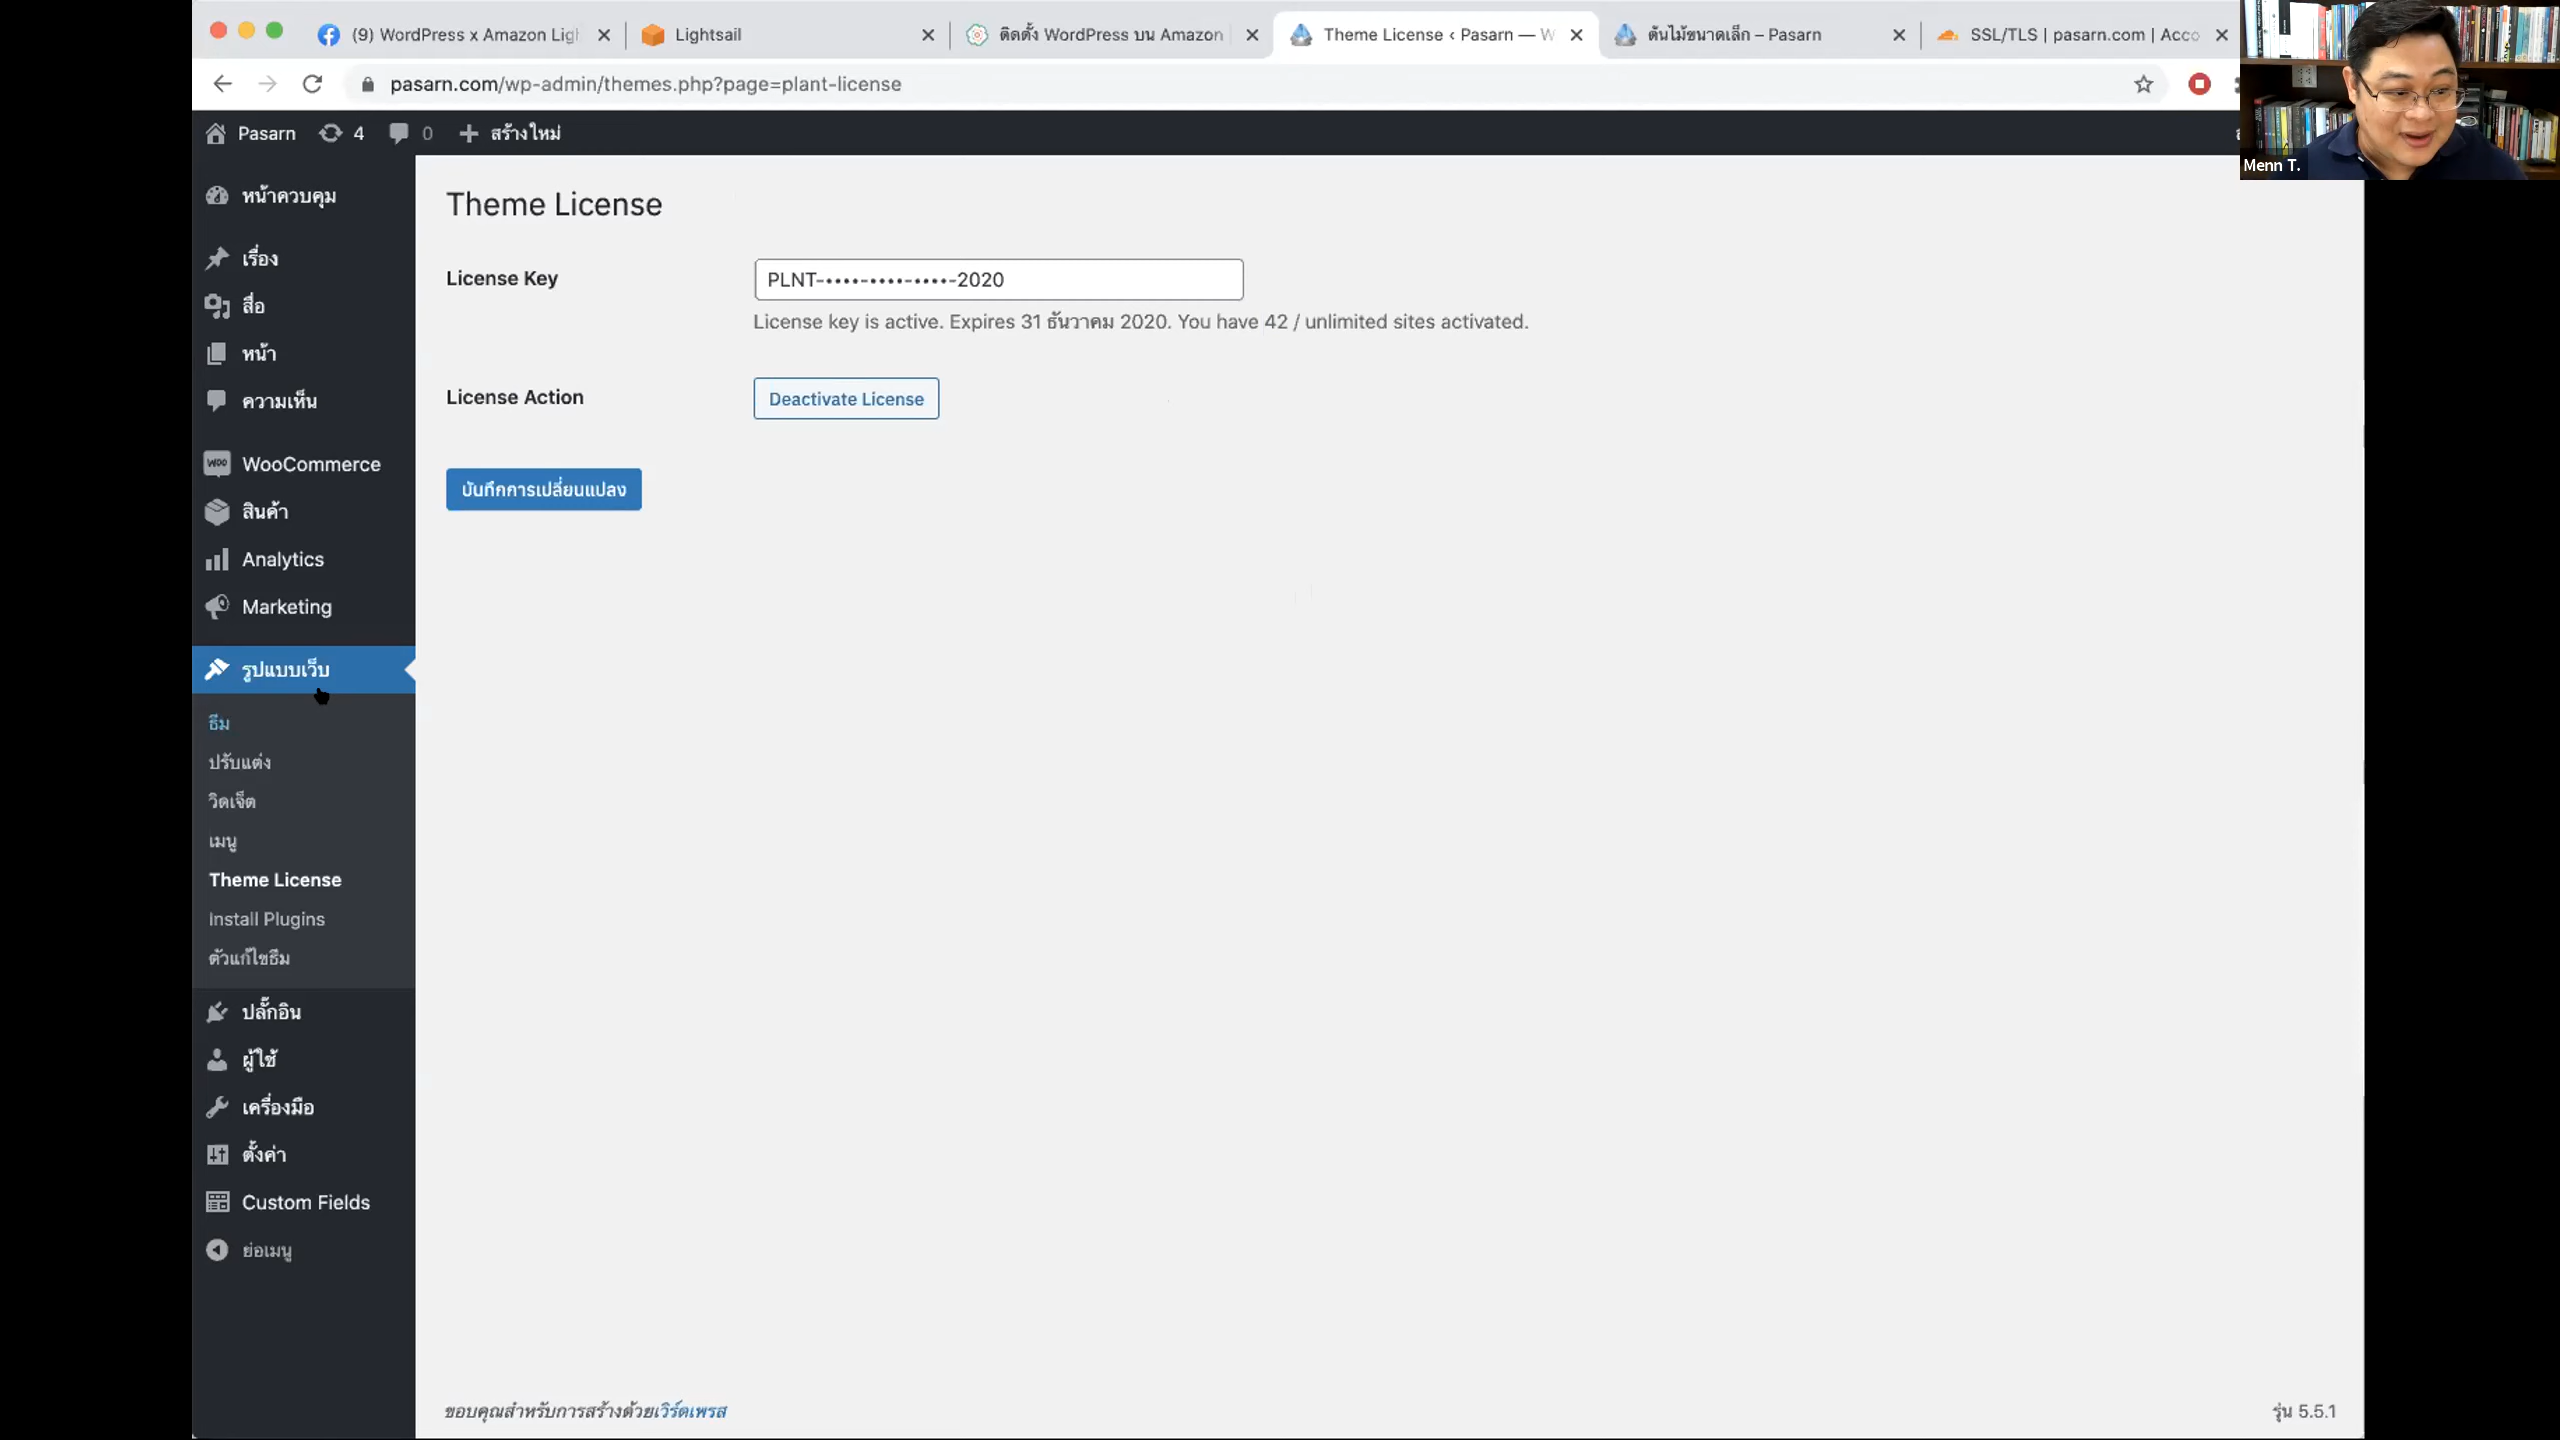 (9) WordPress x Amazon Ligh
Lightsail
ติดตั้ง WordPress บน Amazon
Theme License ‹ Pasarn — W
ต้นไม้ขนาดเล็ก – Pasarn
SSL/TLS | pasarn.com | Acco
pasarn.com/wp-admin/themes.php?page=plant-license
Menn T.
Pasarn 4 0 + สร้างใหม่
หน้าควบคุม
เรื่อง
สื่อ
หน้า
ความเห็น
WooCommerce
สินค้า
Analytics
Marketing
รูปแบบเว็บ
ธีม
ปรับแต่ง
วิดเจ็ต
เมนู
Theme License
Install Plugins
ตัวแก้ไขธีม
ปลั๊กอิน
ผู้ใช้
เครื่องมือ
ตั้งค่า
Custom Fields
ย่อเมนู
Theme License
License Key
PLNT-••••-••••-••••-2020
License key is active. Expires 31 ธันวาคม 2020. You have 42 / unlimited sites activated.
License Action
Deactivate License
บันทึกการเปลี่ยนแปลง
ขอบคุณสำหรับการสร้างด้วยเวิร์ดเพรส
รุ่น 5.5.1